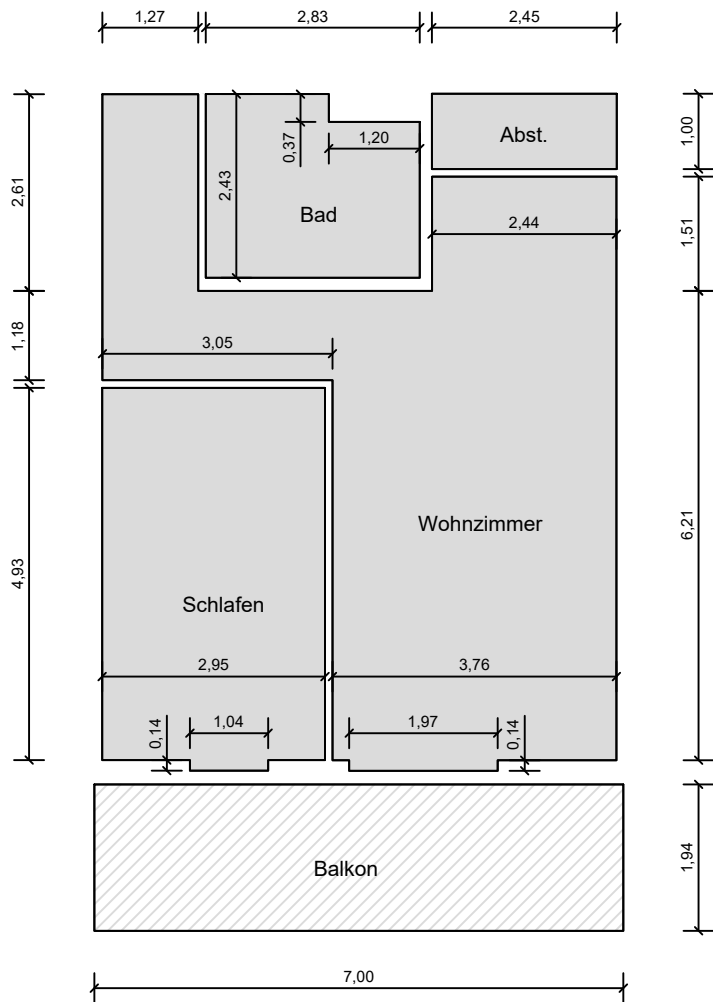 1,27 2,83 2,45
Abst.
1,00
0,37
1,20
2,43
2,61
Bad
2,44
1,51
1,18
3,05
Wohnzimmer
6,21
4,93
Schlafen
2,95 3,76
1,04 1,97
0,14 0,14
Balkon
1,94
7,00